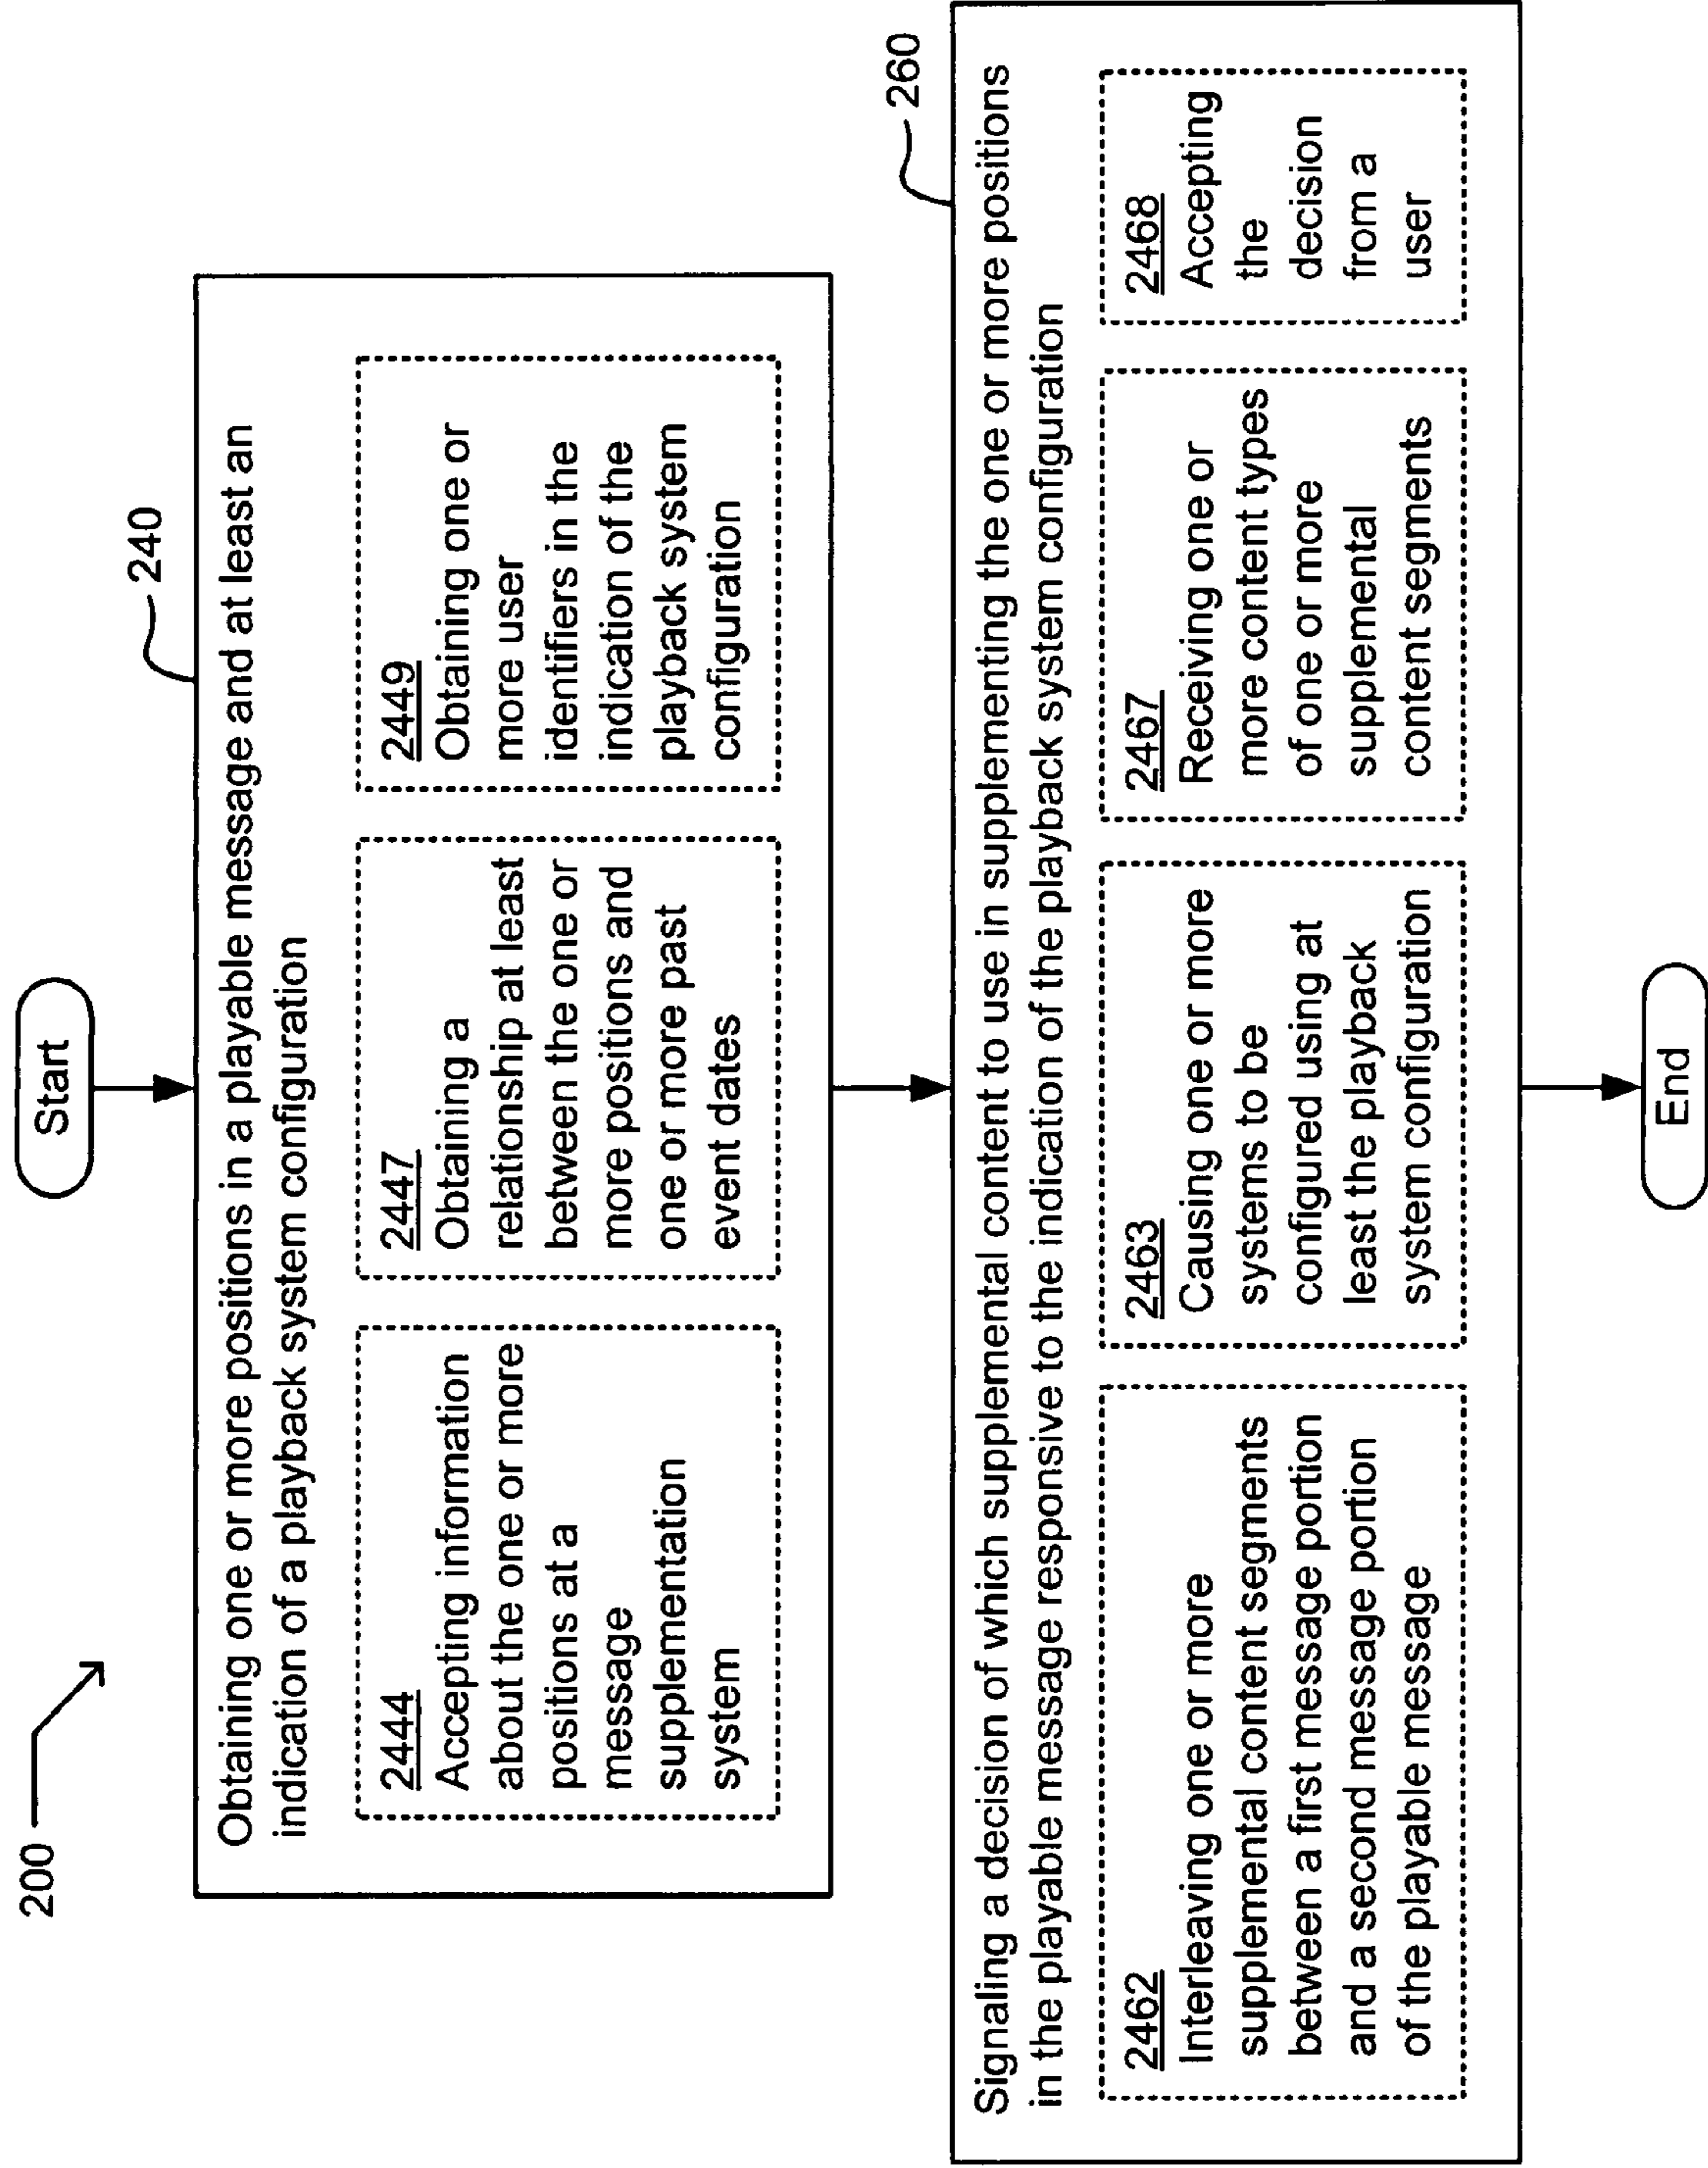 200
Start
240
Obtaining one or more positions in a playable message and at least an
indication of a playback system configuration
2444
Accepting information
about the one or more
positions at a
message
supplementation
system
2447
Obtaining a
relationship at least
between the one or
more positions and
one or more past
event dates
2449
Obtaining one or
more user
identifiers in the
indication of the
playback system
configuration
260
Signaling a decision of which supplemental content to use in supplementing the one or more positions
in the playable message responsive to the indication of the playback system configuration
2462
Interleaving one or more
supplemental content segments
between a first message portion
and a second message portion
of the playable message
2463
Causing one or more
systems to be
configured using at
least the playback
system configuration
2467
Receiving one or
more content types
of one or more
supplemental
content segments
2468
Accepting
the
decision
from a
user
End